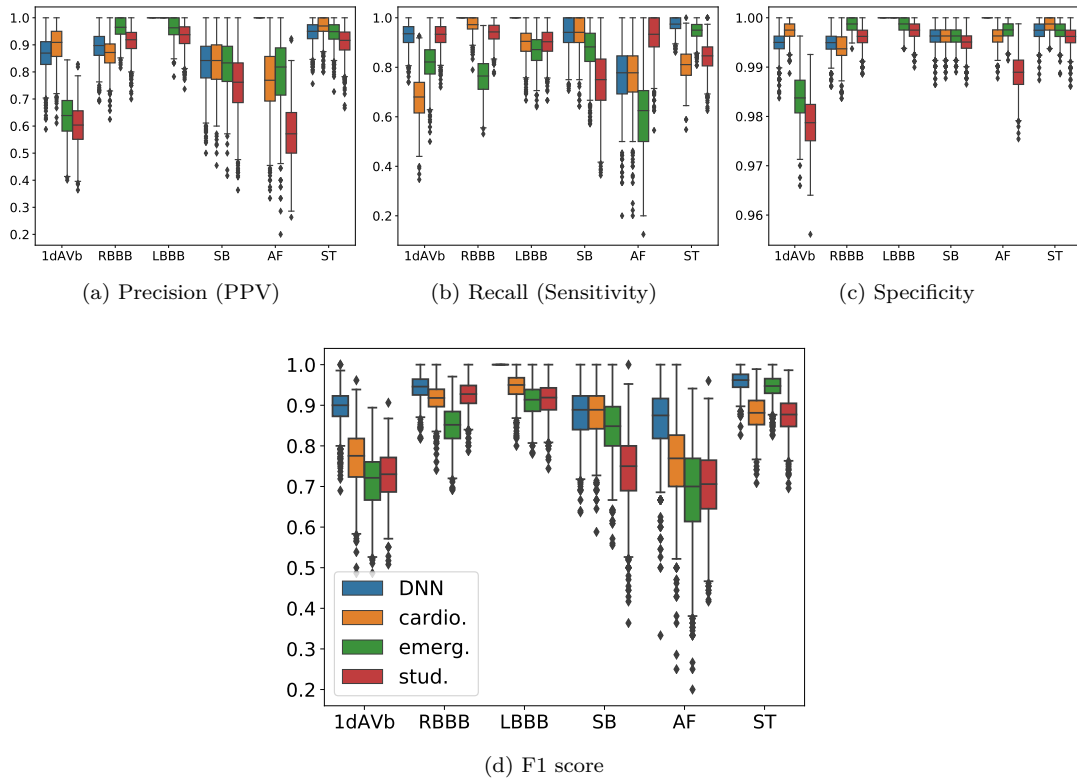 1.0
0.9
0.8
0.7
0.6
0.5
0.4
0.3
0.2
1dAVb RBBB LBBB SB AF ST
(a) Precision (PPV)
1.0
0.8
0.6
0.4
0.2
1dAVb RBBB LBBB SB AF ST
(b) Recall (Sensitivity)
1.00
0.99
0.98
0.97
0.96
1dAVb RBBB LBBB SB AF ST
(c) Specificity
1.0
0.9
0.8
0.7
0.6
0.5
0.4
0.3
0.2
DNN
cardio.
emerg.
stud.
1dAVb RBBB LBBB SB AF ST
(d) F1 score